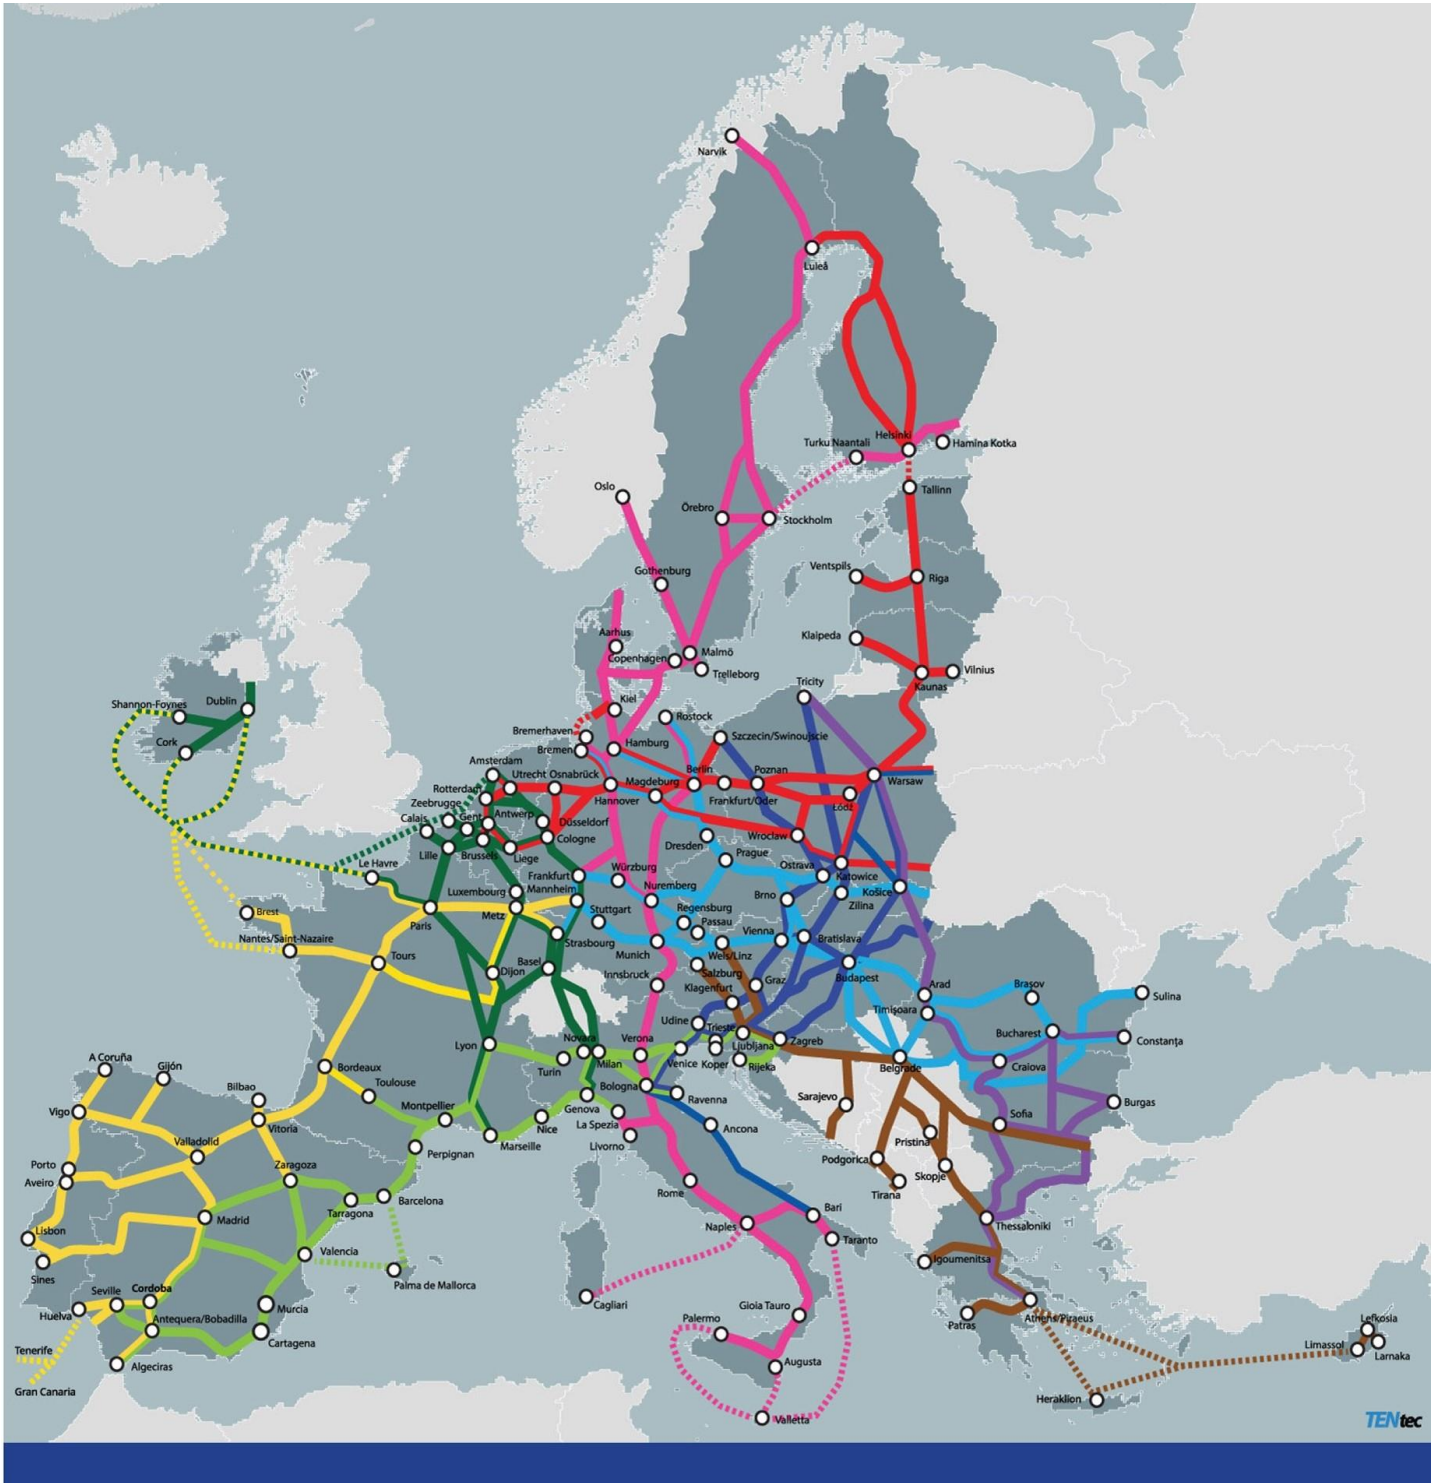 Narvik
Luleå
Turku Naantali
Helsinki
Hamina Kotka
Oslo
Örebro
Stockholm
Tallinn
Gothenburg
Ventspils
Riga
Aarhus
Klaipeda
Copenhagen
Malmö
Trelleborg
Vilnius
Kaunas
Tricity
Shannon-Foynes
Dublin
Kiel
Rostock
Cork
Bremerhaven
Bremen
Hamburg
Szczecin/Swinoujscie
Amsterdam
Utrecht
Osnabrück
Magdeburg
Berlin
Poznan
Warsaw
Rotterdam
Zeebrugge
Hannover
Frankfurt/Oder
Łódź
Calais
Gent
Antwerp
Düsseldorf
Cologne
Wroclaw
Lille
Brussels
Liege
Dresden
Prague
Le Havre
Frankfurt
Würzburg
Ostrava
Katowice
Luxembourg
Mannheim
Nuremberg
Brno
Košice
Zilina
Brest
Paris
Metz
Stuttgart
Regensburg
Passau
Nantes/Saint-Nazaire
Strasbourg
Vienna
Bratislava
Tours
Munich
Wels/Linz
Basel
Dijon
Innsbruck
Salzburg
Graz
Budapest
Klagenfurt
Arad
Braşov
Sulina
Timişoara
Udine
Trieste
Bucharest
Constanţa
Lyon
Novara
Milan
Verona
Ljubljana
Zagreb
A Coruña
Gijón
Turin
Venice
Koper
Rijeka
Belgrade
Craiova
Bordeaux
Bilbao
Toulouse
Bologna
Ravenna
Sarajevo
Burgas
Vigo
Vitoria
Montpellier
Genova
La Spezia
Nice
Marseille
Livorno
Ancona
Sofia
Valladolid
Perpignan
Pristina
Porto
Aveiro
Zaragoza
Podgorica
Skopje
Tirana
Rome
Barcelona
Tarragona
Lisbon
Madrid
Naples
Bari
Thessaloniki
Taranto
Valencia
Igoumenitsa
Sines
Palma de Mallorca
Seville
Cordoba
Cagliari
Huelva
Murcia
Gioia Tauro
Antequera/Bobadilla
Palermo
Patras
Athens/Piraeus
Lefkosia
Cartagena
Limassol
Larnaka
Tenerife
Algeciras
Augusta
Gran Canaria
Heraklion
Valletta
TENtec